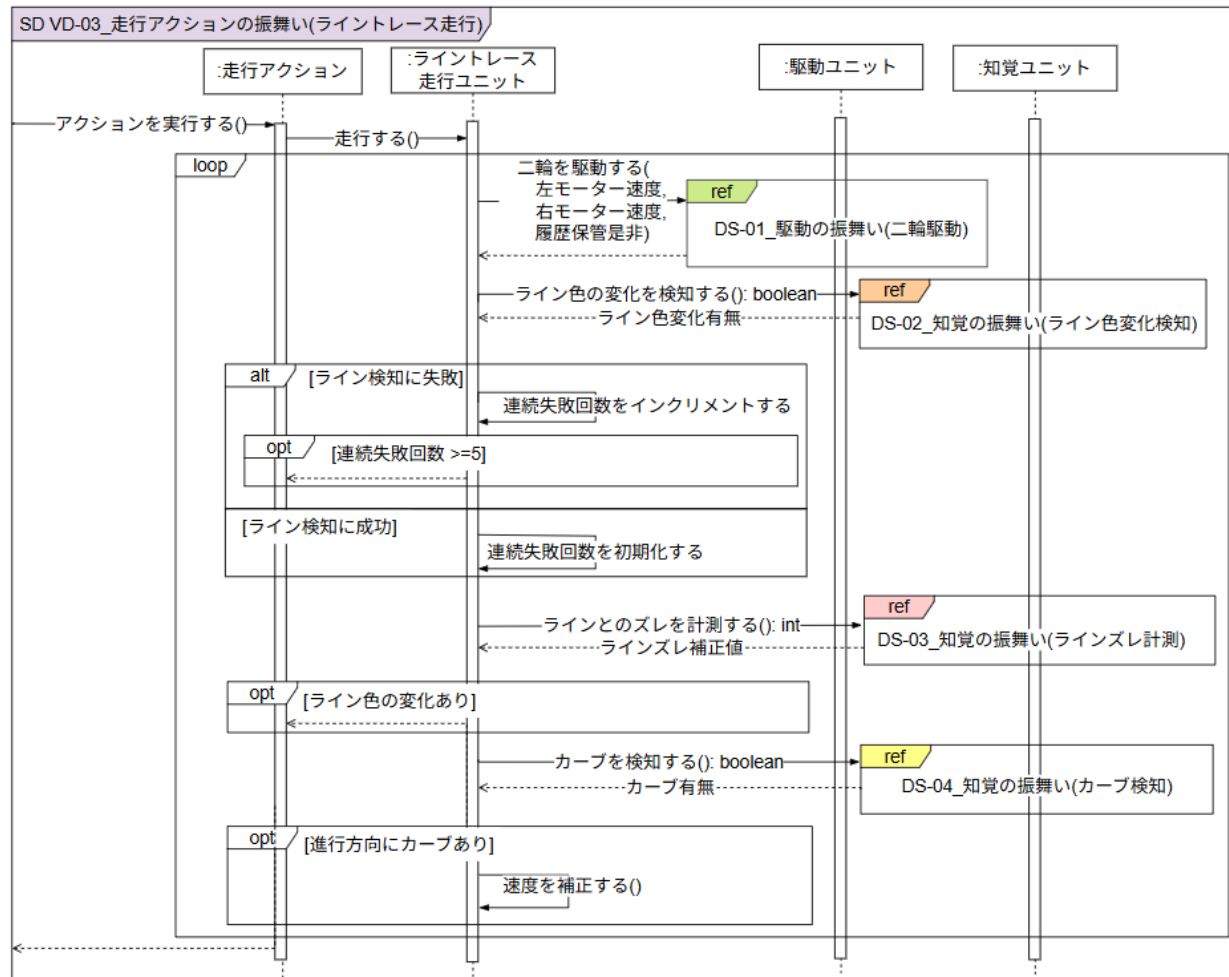 SD VD-03_走行アクションの振舞い(ライントレース走行)
:走行アクション
:ライントレース
走行ユニット
:駆動ユニット
:知覚ユニット
アクションを実行する()
走行する()
loop
二輪を駆動する(
左モーター速度,
右モーター速度,
履歴保管是非)
ref
DS-01_駆動の振舞い(二輪駆動)
ライン色の変化を検知する(): boolean
ライン色変化有無
ref
DS-02_知覚の振舞い(ライン色変化検知)
alt
[ライン検知に失敗]
連続失敗回数をインクリメントする
opt
[連続失敗回数 >=5]
[ライン検知に成功]
連続失敗回数を初期化する
ラインとのズレを計測する(): int
ラインズレ補正値
ref
DS-03_知覚の振舞い(ラインズレ計測)
opt
[ライン色の変化あり]
カーブを検知する(): boolean
カーブ有無
ref
DS-04_知覚の振舞い(カーブ検知)
opt
[進行方向にカーブあり]
速度を補正する()